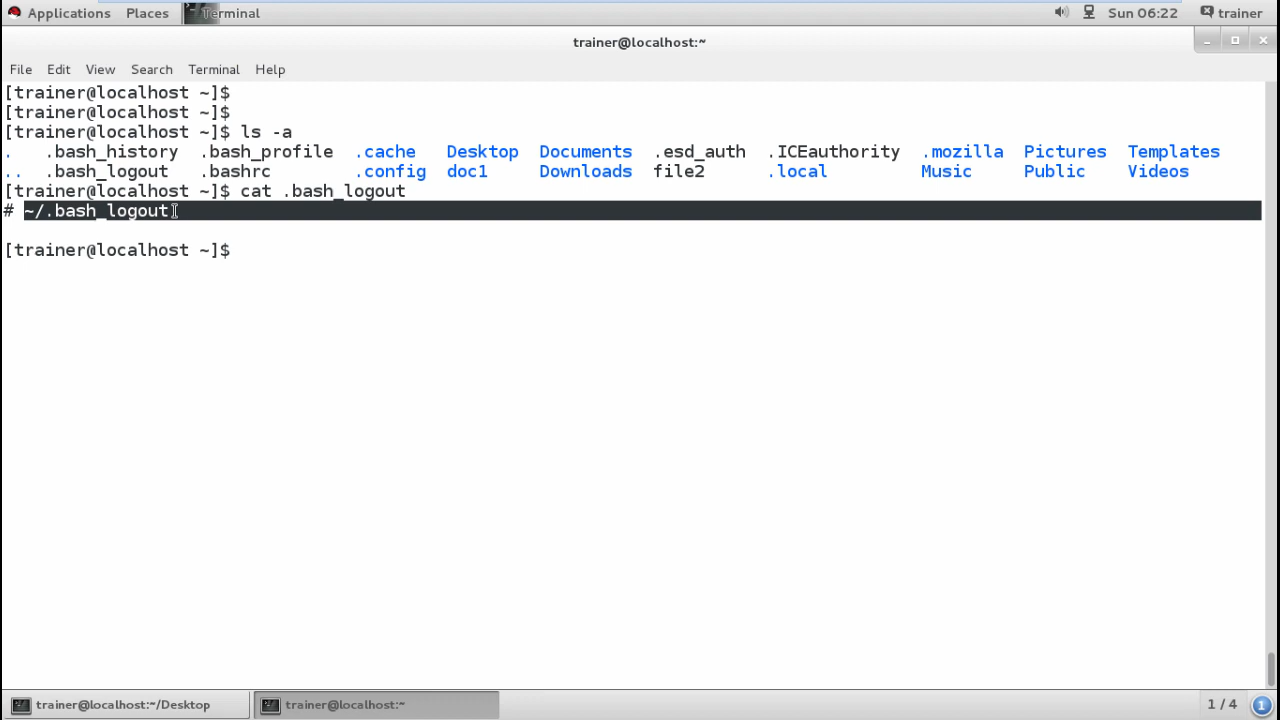 Applications Places Terminal Sun 06:22 trainer
trainer@localhost:~
File Edit View Search Terminal Help
[trainer@localhost ~]$
[trainer@localhost ~]$
[trainer@localhost ~]$ ls -a
. .bash_history .bash_profile .cache Desktop Documents .esd_auth .ICEauthority .mozilla Pictures Templates
.. .bash_logout .bashrc .config doc1 Downloads file2 .local Music Public Videos
[trainer@localhost ~]$ cat .bash_logout
# ~/.bash_logout
[trainer@localhost ~]$
trainer@localhost:~/Desktop trainer@localhost:~ 1 / 4 1